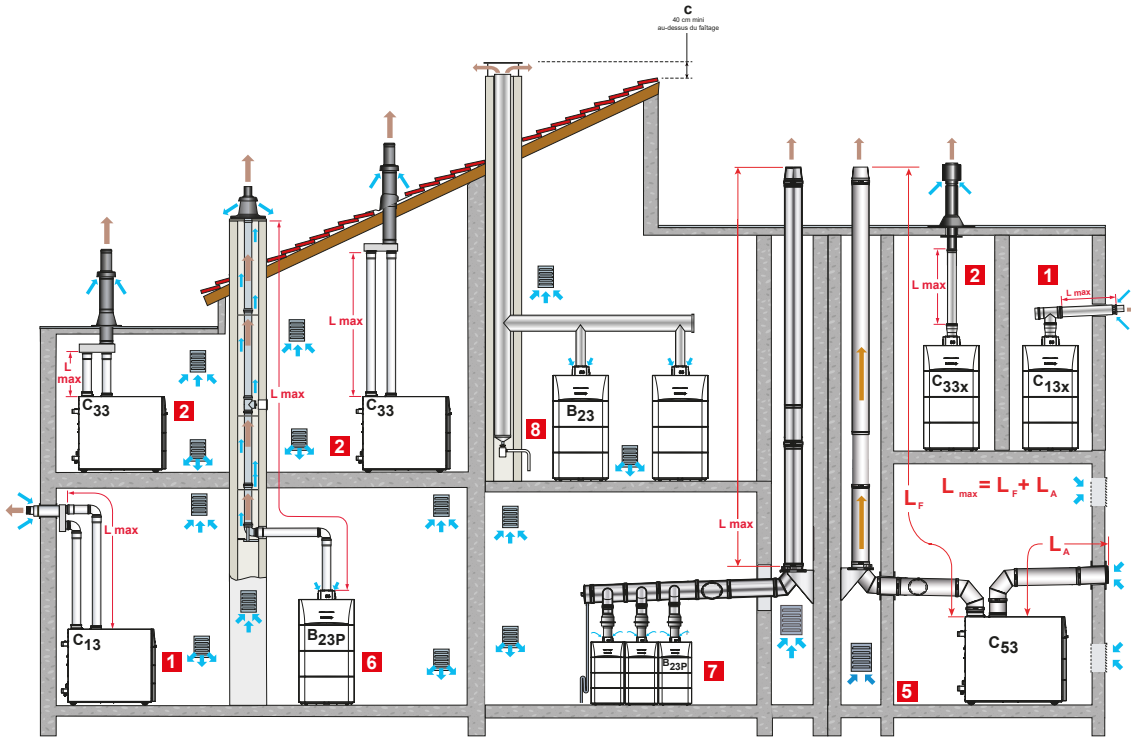 C
40 cm mini
au-dessus du faîtage
L max
C33
2
L max
L max
C33
2
8
B23
L max
2
C33x
1
L max
C13x
L max = LF + LA
LF
LA
L max
C13
1
B23P
6
L max
B23P
7
5
C53